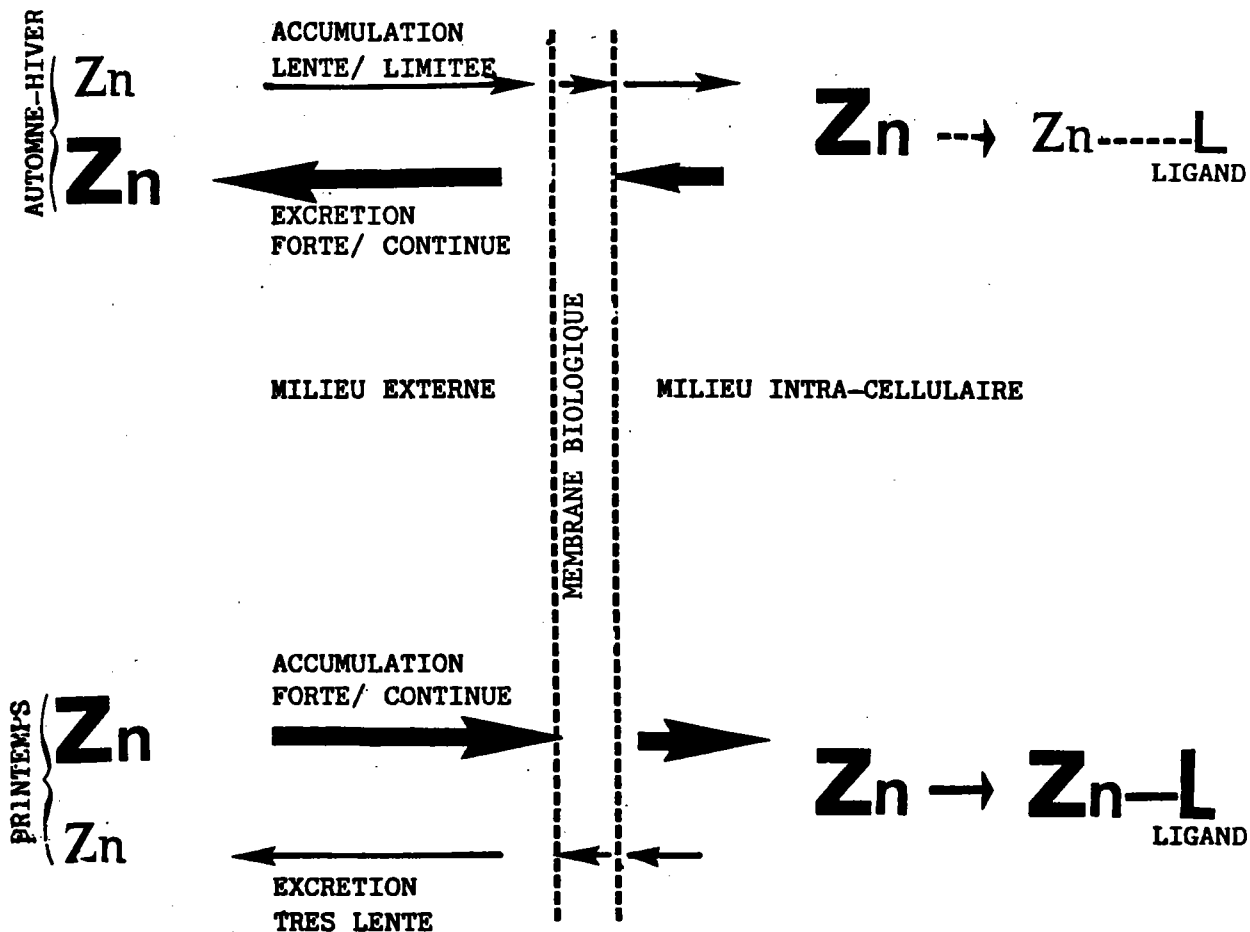 AUTOMNE-HIVER
Zn
ACCUMULATION
LENTE/ LIMITEE
Zn
EXCRETION
FORTE/ CONTINUE
Zn
Zn
L
LIGAND
MILIEU EXTERNE
MEMBRANE BIOLOGIQUE
MILIEU INTRA-CELLULAIRE
PRINTEMPS
Zn
ACCUMULATION
FORTE/ CONTINUE
Zn
EXCRETION
TRES LENTE
Zn
Zn
L
LIGAND